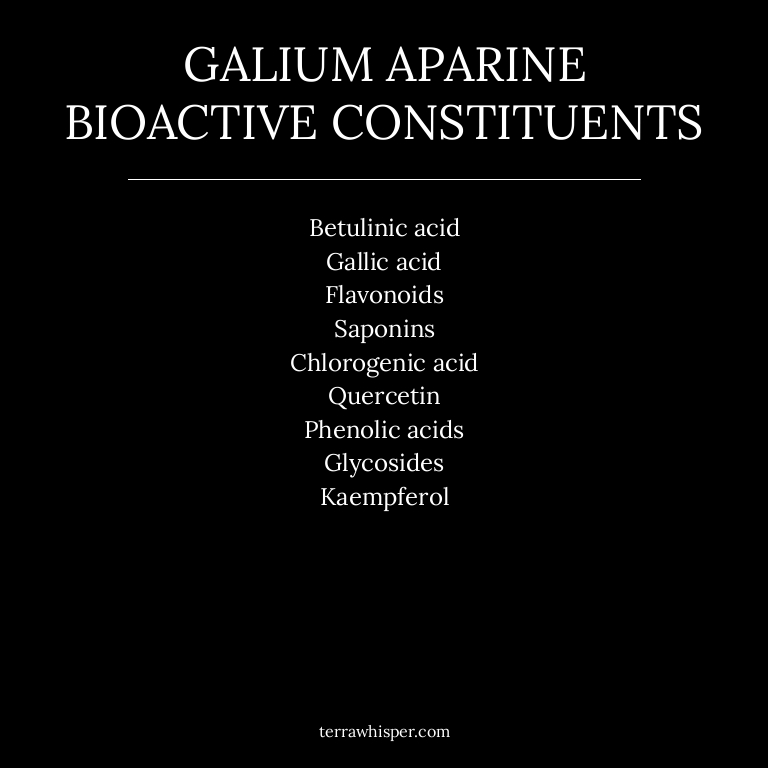 GALIUM APARINE
BIOACTIVE CONSTITUENTS
Betulinic acid
Gallic acid
Flavonoids
Saponins
Chlorogenic acid
Quercetin
Phenolic acids
Glycosides
Kaempferol
terrawhisper.com